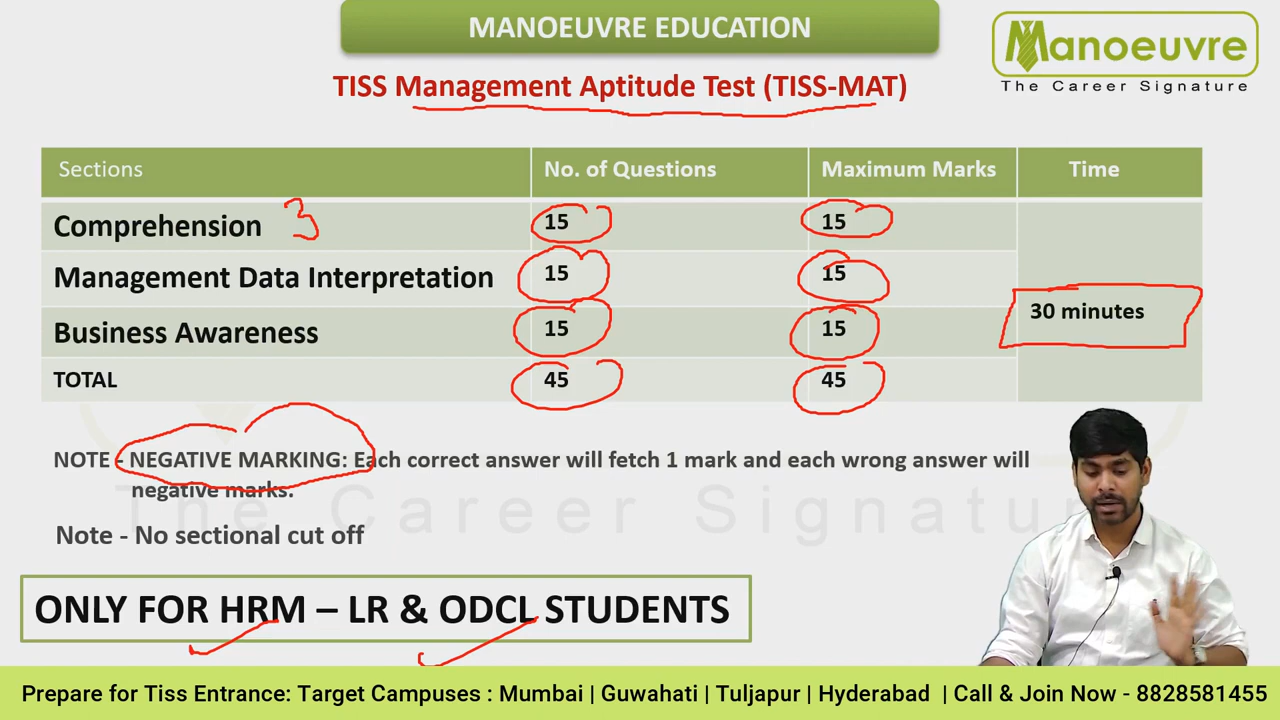 MANOEUVRE EDUCATION
Manoeuvre
The Career Signature
TISS Management Aptitude Test (TISS-MAT)
Sections No. of Questions Maximum Marks Time
Comprehension 3 15 15
Management Data Interpretation 15 15
30 minutes
Business Awareness 15 15
TOTAL 45 45
NOTE - NEGATIVE MARKING: Each correct answer will fetch 1 mark and each wrong answer will
negative marks.
The Career Signatur
Note - No sectional cut off
ONLY FOR HRM – LR & ODCL STUDENTS
Prepare for Tiss Entrance: Target Campuses : Mumbai | Guwahati | Tuljapur | Hyderabad | Call & Join Now - 8828581455